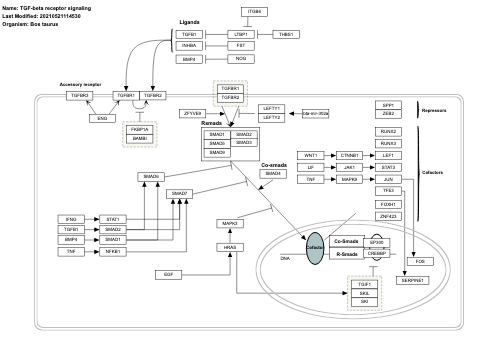 Name: TGF-beta receptor signaling
Last Modified: 20210521114530
Organism: Bos taurus
ITGB6
Ligands
TGFB1
LTBP1
THBS1
INHBA
FST
BMP4
NOG
Accessory receptor
TGFBR3
TGFBR1
TGFBR2
ENG
FKBP1A
BAMBI
TGFBR1
TGFBR2
ZFYVE9
LEFTY1
LEFTY2
bta-mir-302a
SPP1
ZEB2
Repressors
Rsmads
SMAD1
SMAD2
SMAD5
SMAD3
SMAD9
Co-smads
SMAD4
RUNX2
RUNX3
WNT1
CTNNB1
LEF1
LIF
JAK1
STAT3
TNF
MAPK9
JUN
TFE3
FOXH1
ZNF423
Cofactors
SMAD6
SMAD7
IFNG
STAT1
TGFB1
SMAD2
BMP4
SMAD1
TNF
NFKB1
MAPK3
HRAS
EGF
DNA
Cofactors
Co-Smads
R-Smads
EP300
CREBBP
FOS
SERPINE1
TGIF1
SKIL
SKI